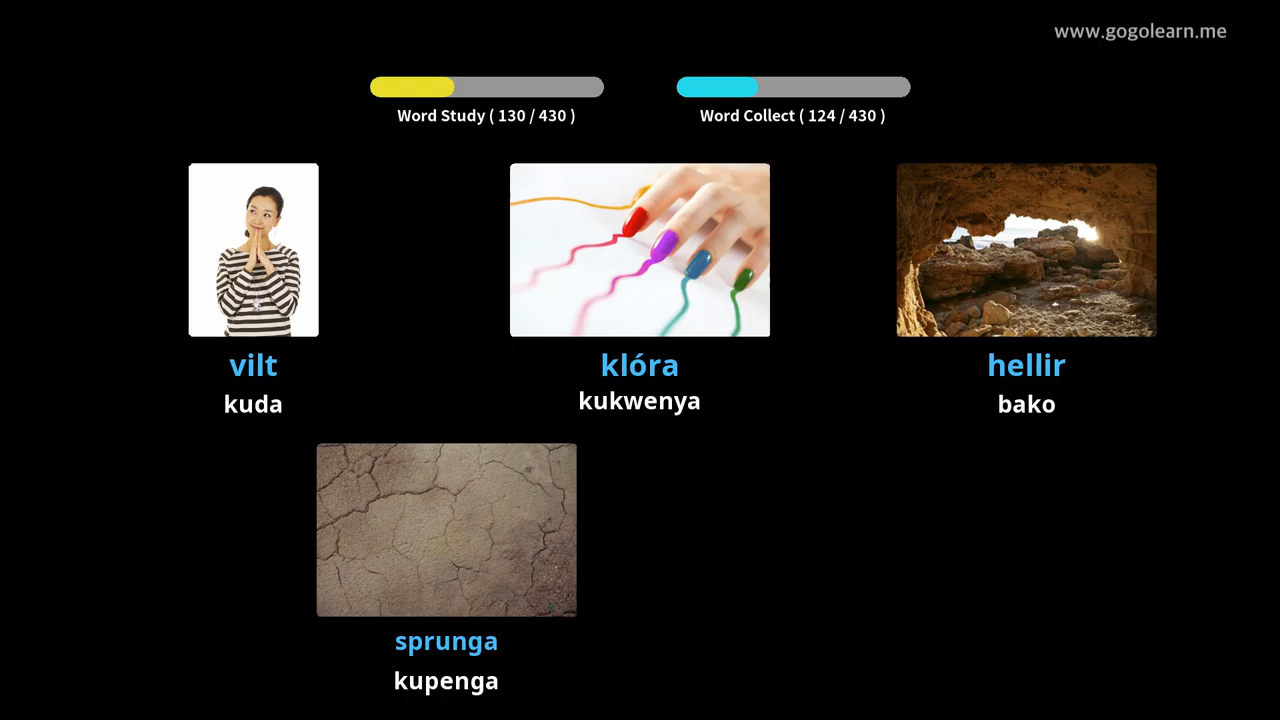 www.gogolearn.me
Word Study ( 130 / 430 )
Word Collect ( 124 / 430 )
vilt
kuda
klóra
kukwenya
hellir
bako
sprunga
kupenga